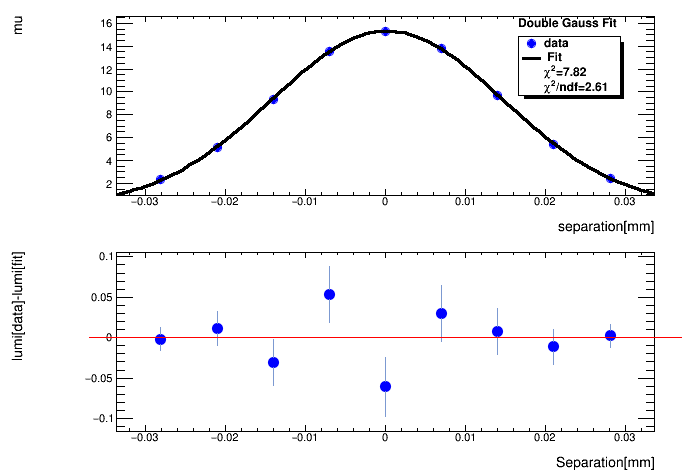 Double Gauss Fit
data
Fit
χ²=7.82
χ²/ndf=2.61
mu
16
14
12
10
8
6
4
2
−0.03 −0.02 −0.01 0 0.01 0.02 0.03
separation[mm]
lumi[data]-lumi[fit]
0.1
0.05
0
−0.05
−0.1
−0.03 −0.02 −0.01 0 0.01 0.02 0.03
Separation[mm]